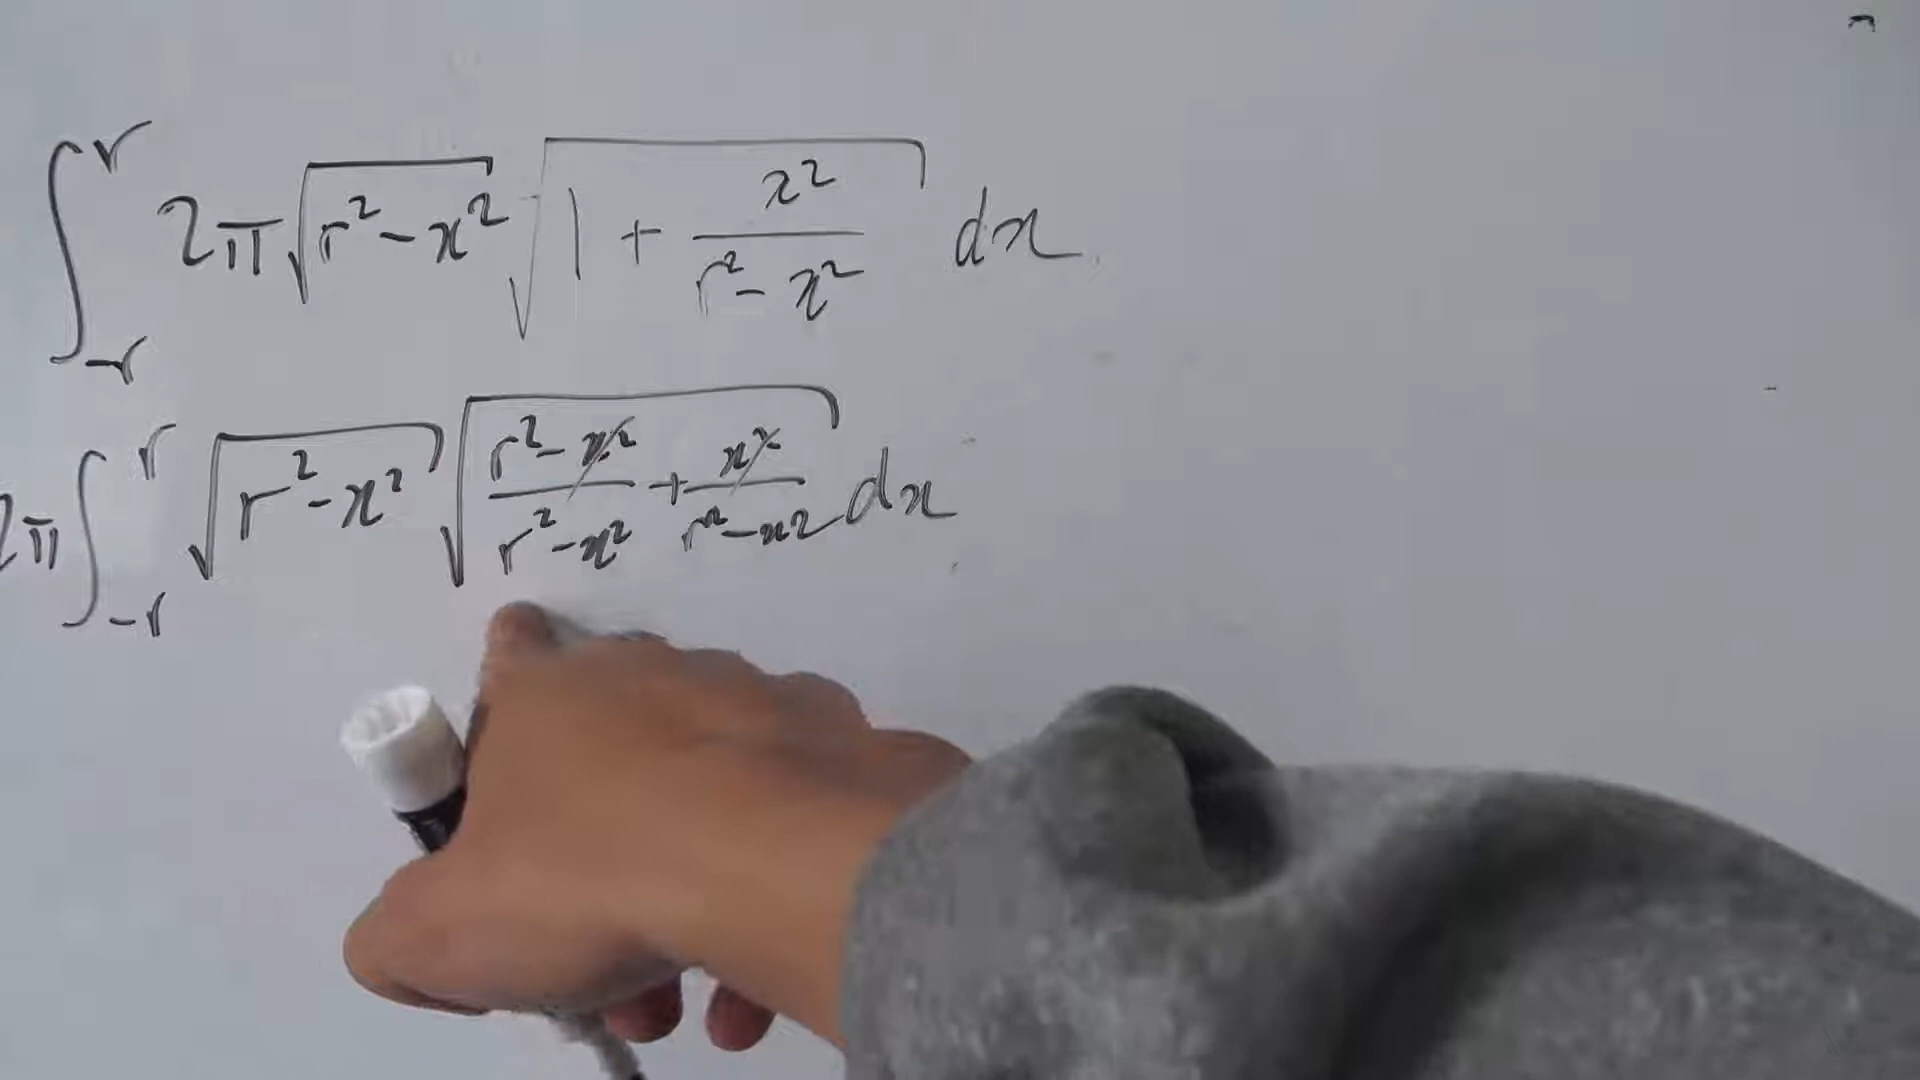 ∫_{-r}^{r} 2π√(r² - x²) √(1 + x²/(r² - x²)) dx
2π ∫_{-r}^{r} √(r² - x²) √((r² - x²)/(r² - x²) + x²/(r² - x2)) dx